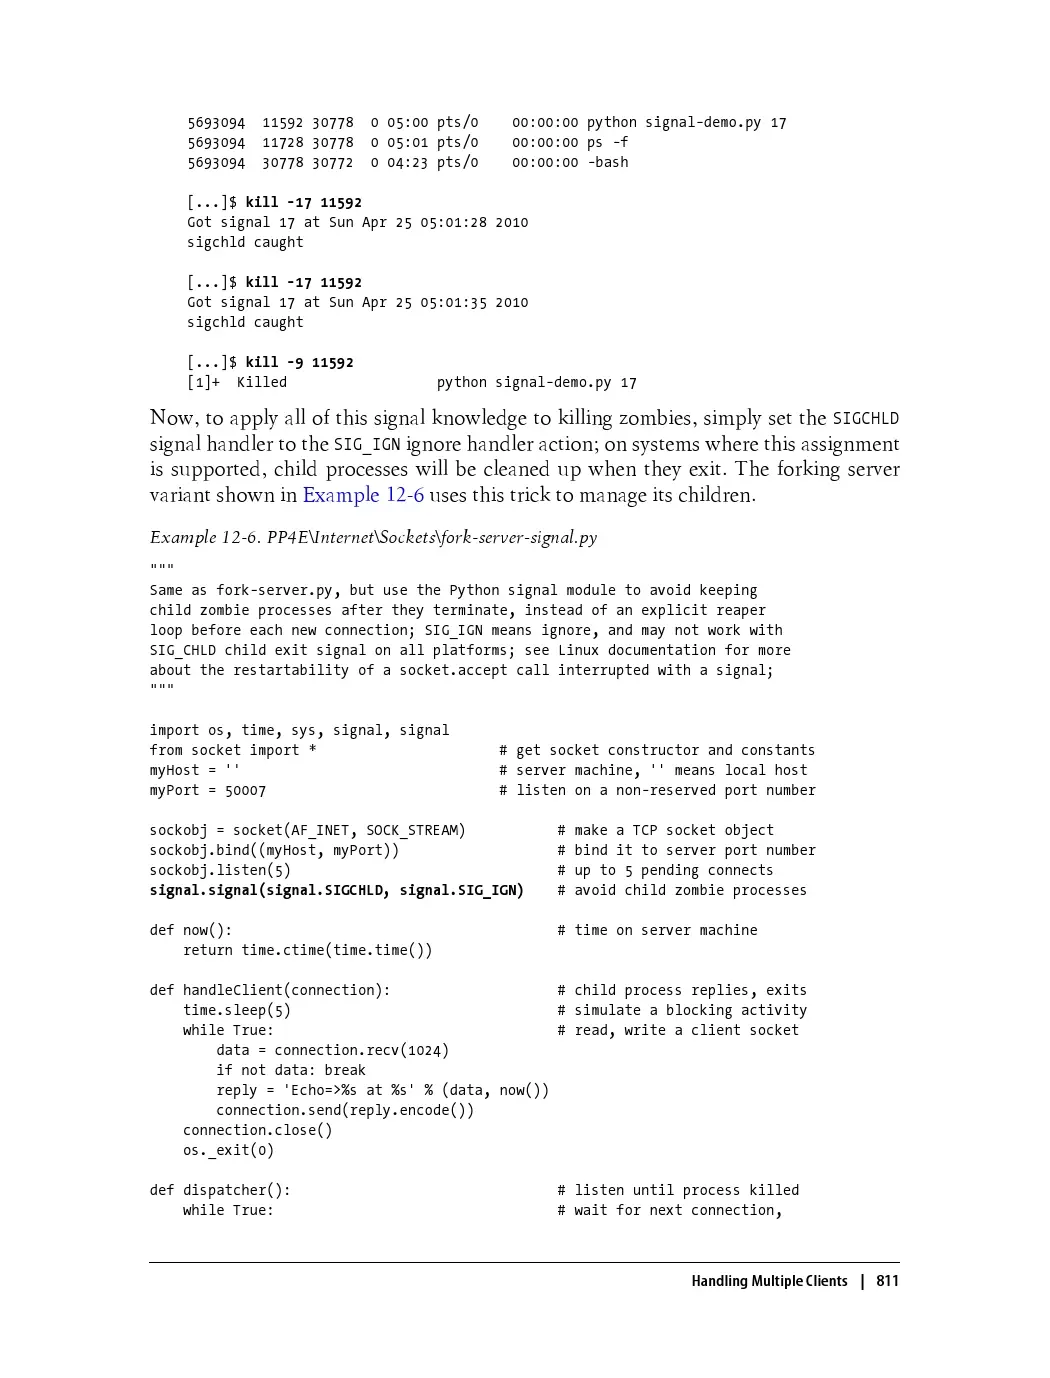 5693094  11592 30778  0 05:00 pts/0    00:00:00 python signal-demo.py 17
5693094  11728 30778  0 05:01 pts/0    00:00:00 ps -f
5693094  30778 30772  0 04:23 pts/0    00:00:00 -bash
[...]$ kill -17 11592
Got signal 17 at Sun Apr 25 05:01:28 2010
sigchld caught
[...]$ kill -17 11592
Got signal 17 at Sun Apr 25 05:01:35 2010
sigchld caught
[...]$ kill -9 11592
[1]+  Killed                  python signal-demo.py 17
Now, to apply all of this signal knowledge to killing zombies, simply set the SIGCHLD
signal handler to the SIG_IGN ignore handler action; on systems where this assignment
is supported, child processes will be cleaned up when they exit. The forking server
variant shown in Example 12-6 uses this trick to manage its children.
Example 12-6. PP4E\Internet\Sockets\fork-server-signal.py
"""
Same as fork-server.py, but use the Python signal module to avoid keeping
child zombie processes after they terminate, instead of an explicit reaper
loop before each new connection; SIG_IGN means ignore, and may not work with
SIG_CHLD child exit signal on all platforms; see Linux documentation for more
about the restartability of a socket.accept call interrupted with a signal;
"""
import os, time, sys, signal, signal
from socket import *                      # get socket constructor and constants
myHost = ''                               # server machine, '' means local host
myPort = 50007                            # listen on a non-reserved port number
sockobj = socket(AF_INET, SOCK_STREAM)           # make a TCP socket object
sockobj.bind((myHost, myPort))                   # bind it to server port number
sockobj.listen(5)                                # up to 5 pending connects
signal.signal(signal.SIGCHLD, signal.SIG_IGN)    # avoid child zombie processes
def now():                                       # time on server machine
    return time.ctime(time.time())
def handleClient(connection):                    # child process replies, exits
    time.sleep(5)                                # simulate a blocking activity
    while True:                                  # read, write a client socket
        data = connection.recv(1024)
        if not data: break
        reply = 'Echo=>%s at %s' % (data, now())
        connection.send(reply.encode())
    connection.close()
    os._exit(0)
def dispatcher():                                # listen until process killed
    while True:                                  # wait for next connection,
Handling Multiple Clients | 811